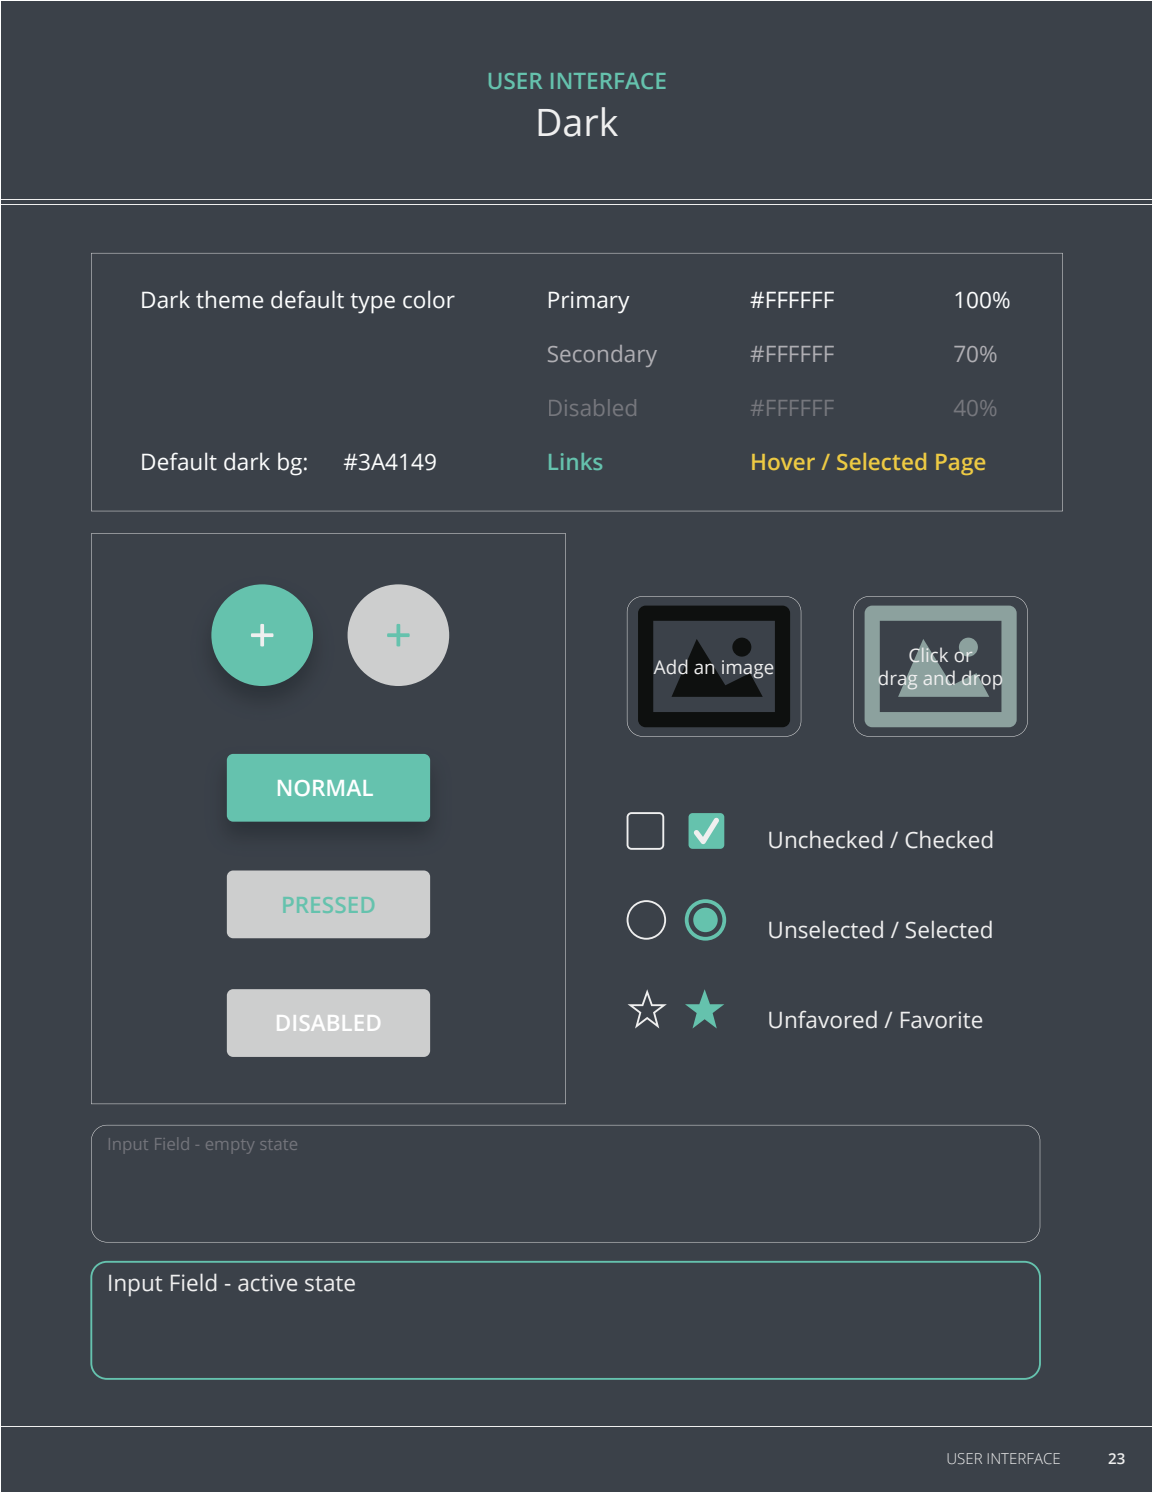 USER INTERFACE
Dark
Dark theme default type color Primary #FFFFFF 100%
Secondary #FFFFFF 70%
Disabled #FFFFFF 40%
Default dark bg: #3A4149 Links Hover / Selected Page
+ +
NORMAL
PRESSED
DISABLED
Add an image
Click or
drag and drop
Unchecked / Checked
Unselected / Selected
Unfavored / Favorite
Input Field - empty state
Input Field - active state
USER INTERFACE 23